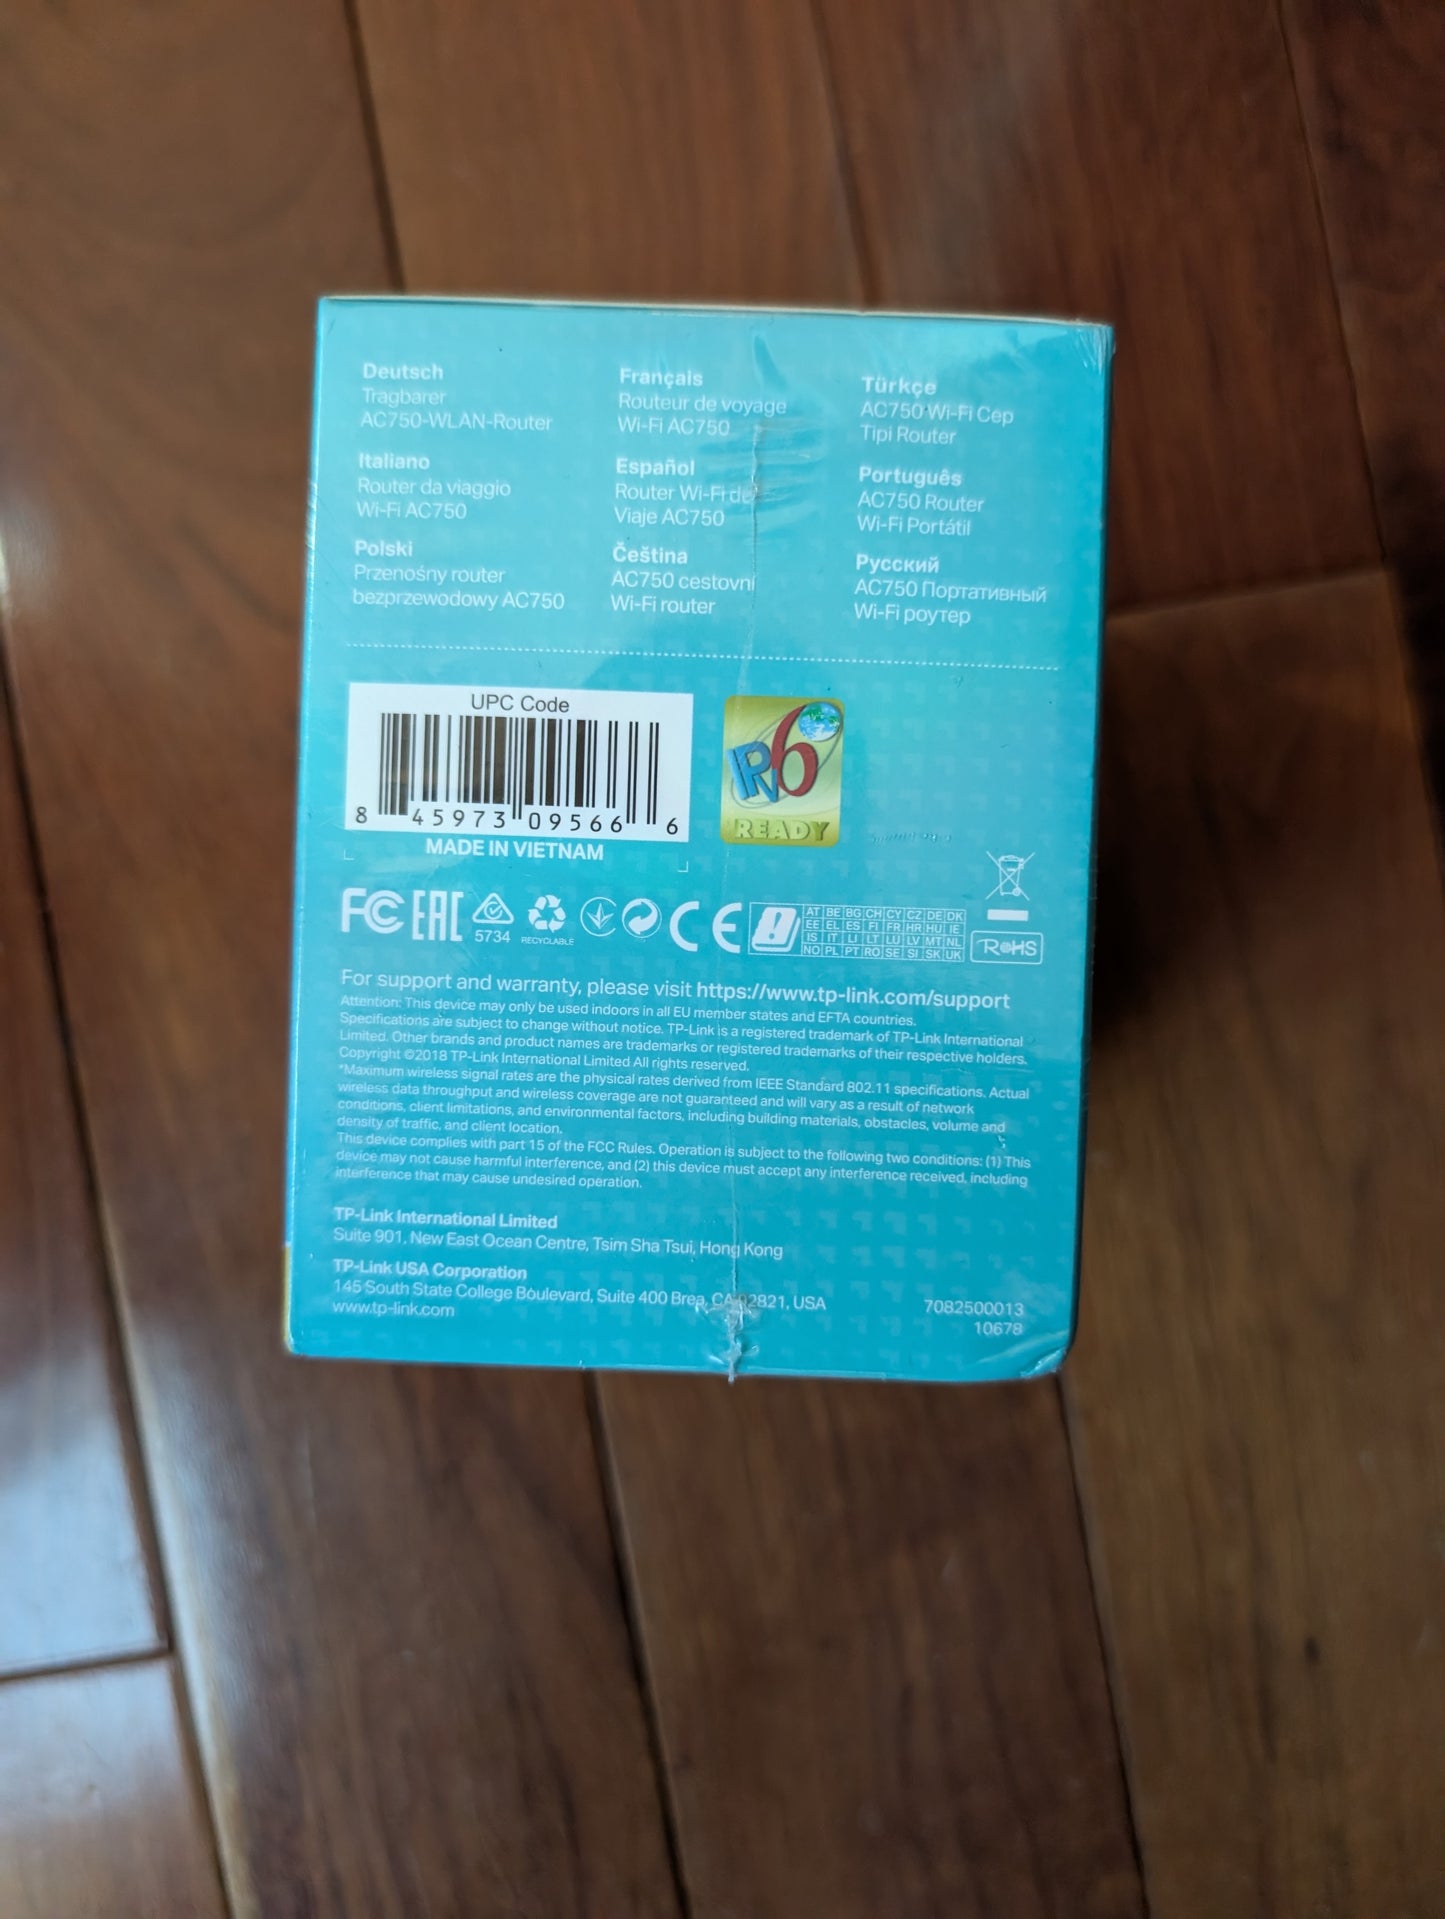 Deutsch
Tragbarer
AC750-WLAN-Router
Français
Routeur de voyage
Wi-Fi AC750
Türkçe
AC750 Wi-Fi Cep
Tipi Router
Italiano
Router da viaggio
Wi-Fi AC750
Español
Router Wi-Fi de
Viaje AC750
Português
AC750 Router
Wi-Fi Portátil
Polski
Przenośny router
bezprzewodowy AC750
Čeština
AC750 cestovní
Wi-Fi router
Русский
AC750 Портативный
Wi-Fi роутер
UPC Code
8 45973 09566 6
MADE IN VIETNAM
IPv6
READY
FC EAC
5734
RECYCLABLE
CE
AT BE BG CH CY CZ DE DK
EE EL ES FI FR HR HU IE
IS IT LI LT LU LV MT NL
NO PL PT RO SE SI SK UK
RoHS
For support and warranty, please visit https://www.tp-link.com/support
Attention: This device may only be used indoors in all EU member states and EFTA countries.
Specifications are subject to change without notice. TP-Link is a registered trademark of TP-Link International
Limited. Other brands and product names are trademarks or registered trademarks of their respective holders.
Copyright ©2018 TP-Link International Limited All rights reserved.
*Maximum wireless signal rates are the physical rates derived from IEEE Standard 802.11 specifications. Actual
wireless data throughput and wireless coverage are not guaranteed and will vary as a result of network
conditions, client limitations, and environmental factors, including building materials, obstacles, volume and
density of traffic, and client location.
This device complies with part 15 of the FCC Rules. Operation is subject to the following two conditions: (1) This
device may not cause harmful interference, and (2) this device must accept any interference received, including
interference that may cause undesired operation.
TP-Link International Limited
Suite 901, New East Ocean Centre, Tsim Sha Tsui, Hong Kong
TP-Link USA Corporation
145 South State College Boulevard, Suite 400 Brea, CA 92821, USA
www.tp-link.com
7082500013
10678